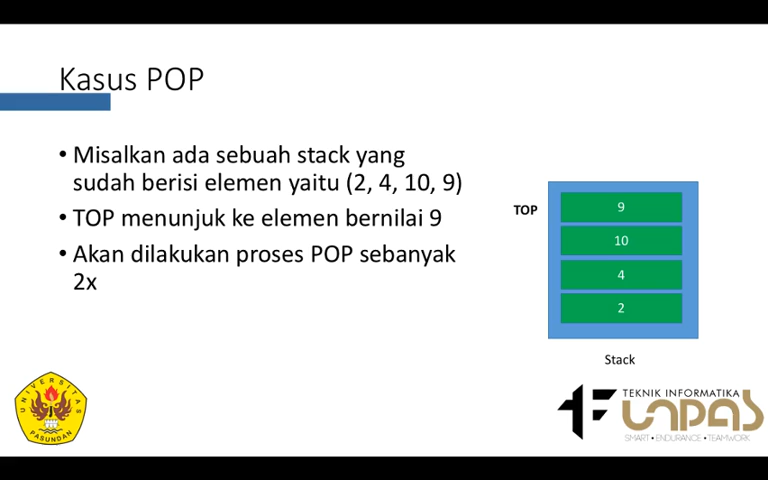 Kasus POP
• Misalkan ada sebuah stack yang
sudah berisi elemen yaitu (2, 4, 10, 9)
• TOP menunjuk ke elemen bernilai 9
• Akan dilakukan proses POP sebanyak
2x
TOP
9
10
4
2
Stack
UNIVERSITAS
PASUNDAN
TEKNIK INFORMATIKA
UNPAS
SMART • ENDURANCE • TEAMWORK